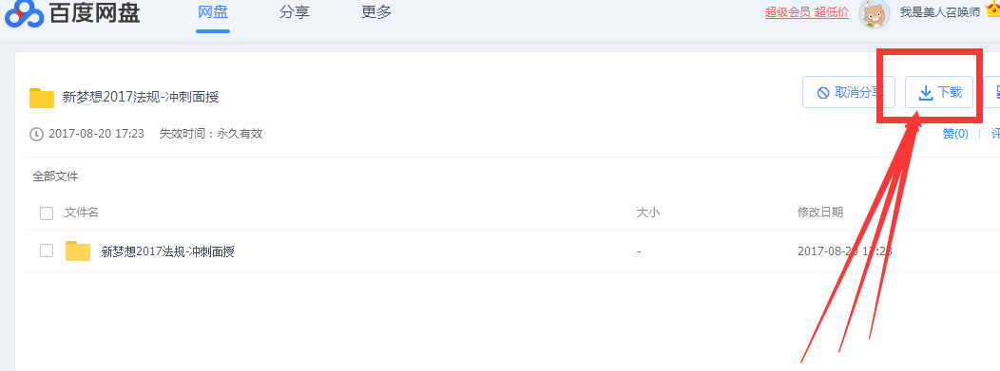 百度网盘 网盘 分享 更多 超级会员 超低价 我是美人召唤师
新梦想2017法规-冲刺面授 取消分享 下载
2017-08-20 17:23 失效时间：永久有效 赞(0)
全部文件
文件名 大小 修改日期
新梦想2017法规-冲刺面授 - 2017-08-20 17:23